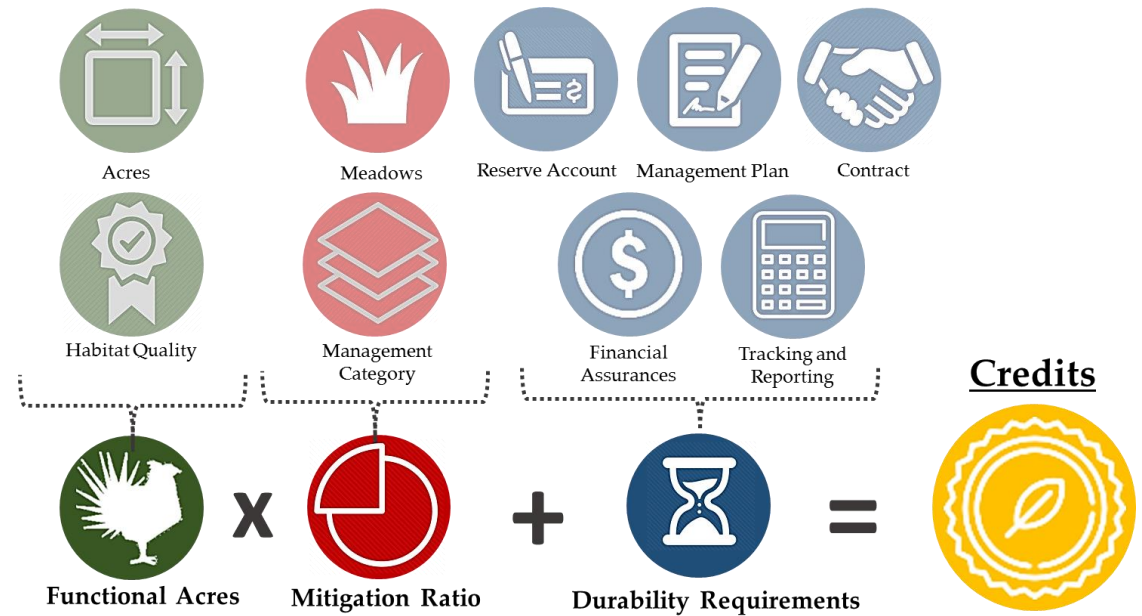 Acres
Meadows
Reserve Account
Management Plan
Contract
Habitat Quality
Management
Category
Financial
Assurances
Tracking and
Reporting
Credits
$
X
+
=
Functional Acres
Mitigation Ratio
Durability Requirements